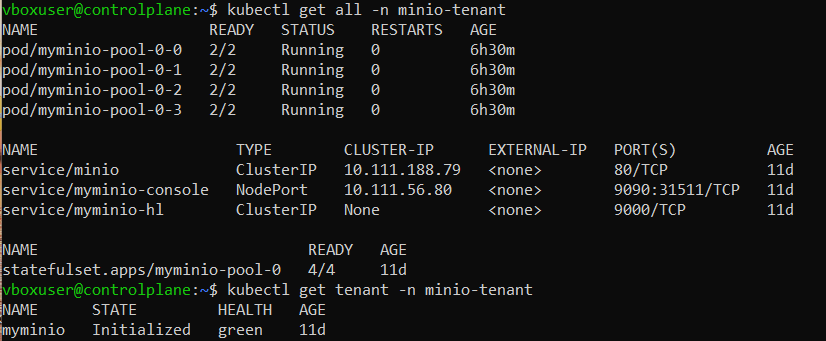 vboxuser@controlplane:~$ kubectl get all -n minio-tenant
NAME READY STATUS RESTARTS AGE
pod/myminio-pool-0-0 2/2 Running 0 6h30m
pod/myminio-pool-0-1 2/2 Running 0 6h30m
pod/myminio-pool-0-2 2/2 Running 0 6h30m
pod/myminio-pool-0-3 2/2 Running 0 6h30m
NAME TYPE CLUSTER-IP EXTERNAL-IP PORT(S) AGE
service/minio ClusterIP 10.111.188.79 <none> 80/TCP 11d
service/myminio-console NodePort 10.111.56.80 <none> 9090:31511/TCP 11d
service/myminio-hl ClusterIP None <none> 9000/TCP 11d
NAME READY AGE
statefulset.apps/myminio-pool-0 4/4 11d
vboxuser@controlplane:~$ kubectl get tenant -n minio-tenant
NAME STATE HEALTH AGE
myminio Initialized green 11d